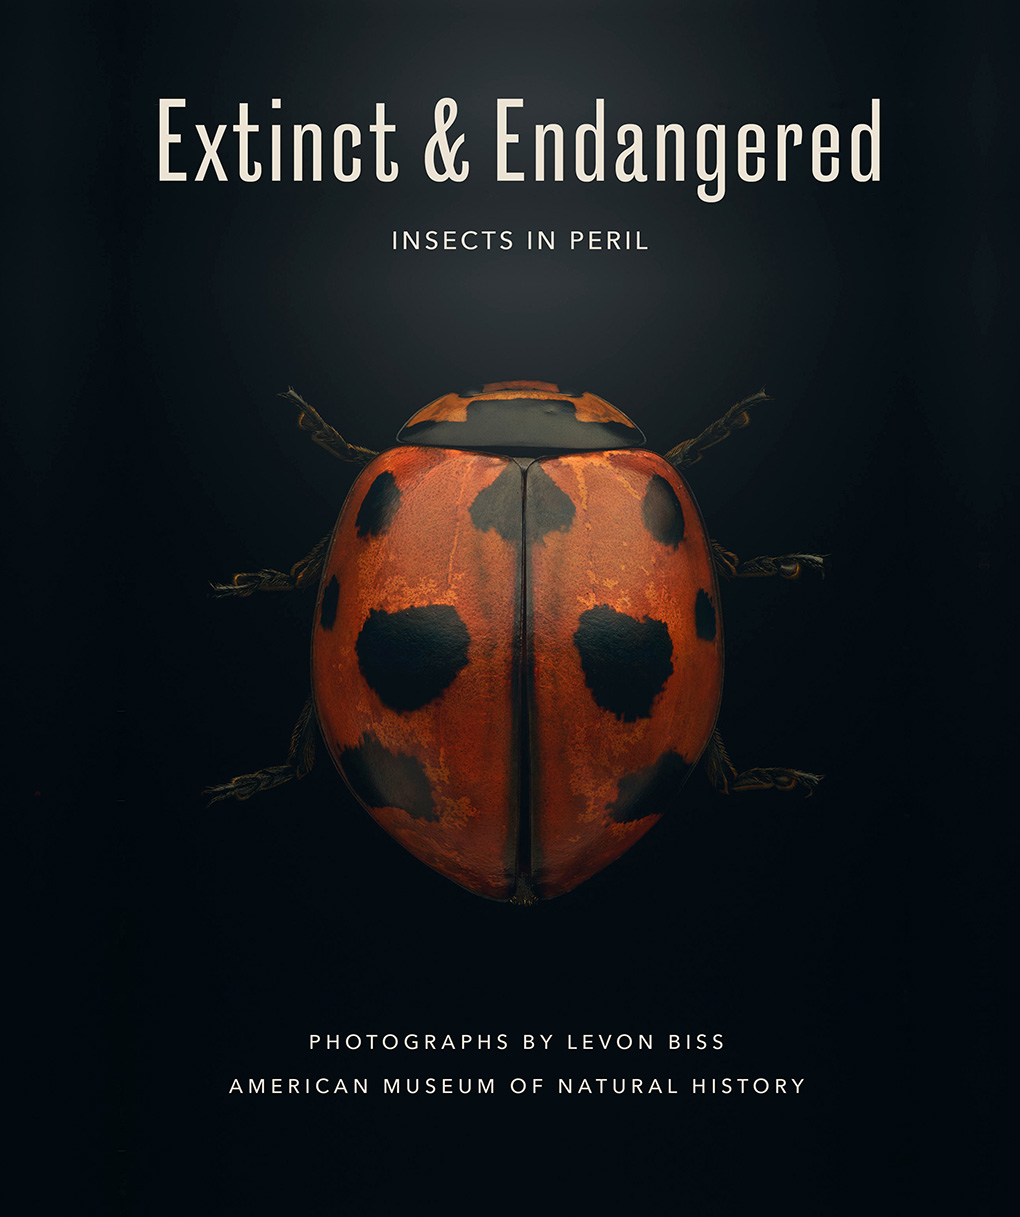 Extinct & Endangered
INSECTS IN PERIL
PHOTOGRAPHS BY LEVON BISS
AMERICAN MUSEUM OF NATURAL HISTORY